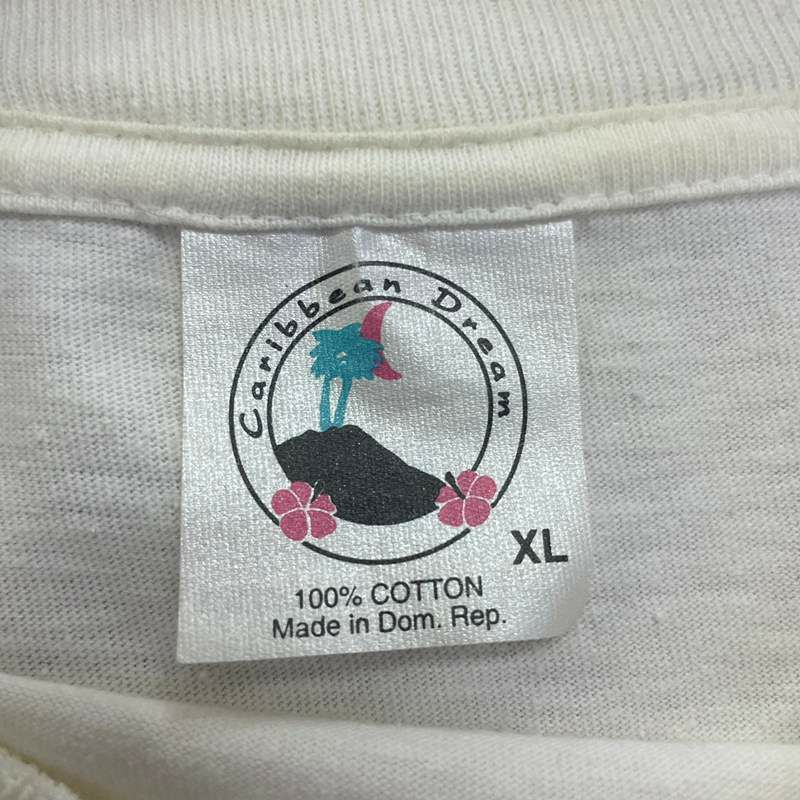 Caribbean Dream
XL
100% COTTON
Made in Dom. Rep.